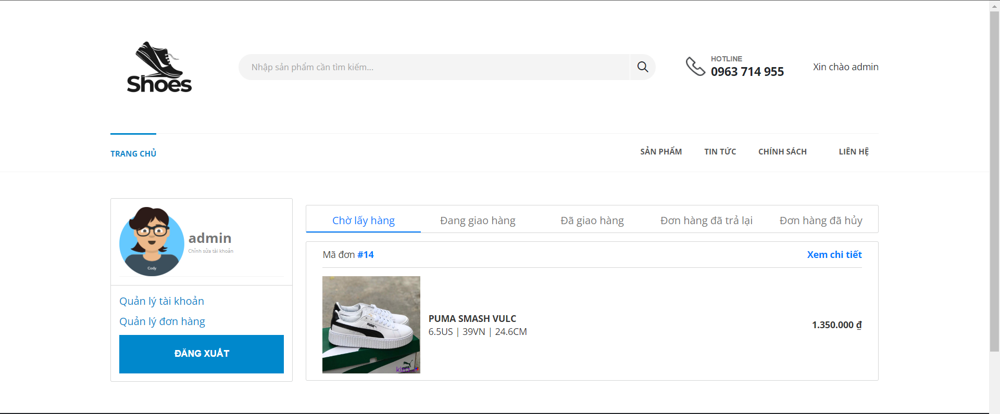 Shoes
Nhập sản phẩm cần tìm kiếm...
HOTLINE
0963 714 955
Xin chào admin
TRANG CHỦ
SẢN PHẨM
TIN TỨC
CHÍNH SÁCH
LIÊN HỆ
Cody
admin
Chỉnh sửa tài khoản
Quản lý tài khoản
Quản lý đơn hàng
ĐĂNG XUẤT
Chờ lấy hàng
Đang giao hàng
Đã giao hàng
Đơn hàng đã trả lại
Đơn hàng đã hủy
Mã đơn #14
Xem chi tiết
PUMA
PUMA SMASH VULC
6.5US | 39VN | 24.6CM
1.350.000 ₫